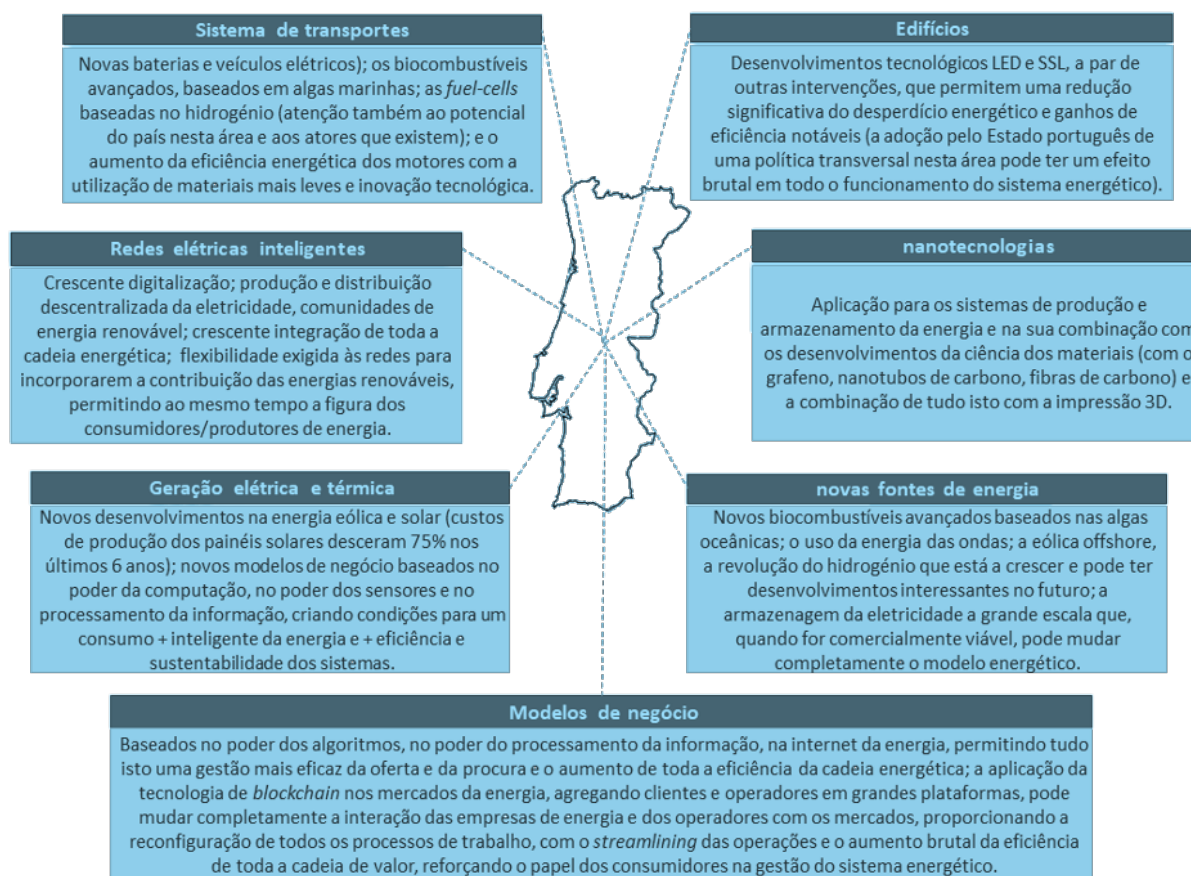 Sistema de transportes
Novas baterias e veículos elétricos); os biocombustíveis
avançados, baseados em algas marinhas; as fuel-cells
baseadas no hidrogénio (atenção também ao potencial
do país nesta área e aos atores que existem); e o
aumento da eficiência energética dos motores com a
utilização de materiais mais leves e inovação tecnológica.
Edifícios
Desenvolvimentos tecnológicos LED e SSL, a par de
outras intervenções, que permitem uma redução
significativa do desperdício energético e ganhos de
eficiência notáveis (a adoção pelo Estado português de
uma política transversal nesta área pode ter um efeito
brutal em todo o funcionamento do sistema energético).
Redes elétricas inteligentes
Crescente digitalização; produção e distribuição
descentralizada da eletricidade, comunidades de
energia renovável; crescente integração de toda a
cadeia energética; flexibilidade exigida às redes para
incorporarem a contribuição das energias renováveis,
permitindo ao mesmo tempo a figura dos
consumidores/produtores de energia.
nanotecnologias
Aplicação para os sistemas de produção e
armazenamento da energia e na sua combinação com
os desenvolvimentos da ciência dos materiais (com o
grafeno, nanotubos de carbono, fibras de carbono) e
a combinação de tudo isto com a impressão 3D.
Geração elétrica e térmica
Novos desenvolvimentos na energia eólica e solar (custos
de produção dos painéis solares desceram 75% nos
últimos 6 anos); novos modelos de negócio baseados no
poder da computação, no poder dos sensores e no
processamento da informação, criando condições para um
consumo + inteligente da energia e + eficiência e
sustentabilidade dos sistemas.
novas fontes de energia
Novos biocombustíveis avançados baseados nas algas
oceânicas; o uso da energia das ondas; a eólica offshore,
a revolução do hidrogénio que está a crescer e pode ter
desenvolvimentos interessantes no futuro; a
armazenagem da eletricidade a grande escala que,
quando for comercialmente viável, pode mudar
completamente o modelo energético.
Modelos de negócio
Baseados no poder dos algoritmos, no poder do processamento da informação, na internet da energia, permitindo tudo
isto uma gestão mais eficaz da oferta e da procura e o aumento de toda a eficiência da cadeia energética; a aplicação da
tecnologia de blockchain nos mercados da energia, agregando clientes e operadores em grandes plataformas, pode
mudar completamente a interação das empresas de energia e dos operadores com os mercados, proporcionando a
reconfiguração de todos os processos de trabalho, com o streamlining das operações e o aumento brutal da eficiência
de toda a cadeia de valor, reforçando o papel dos consumidores na gestão do sistema energético.